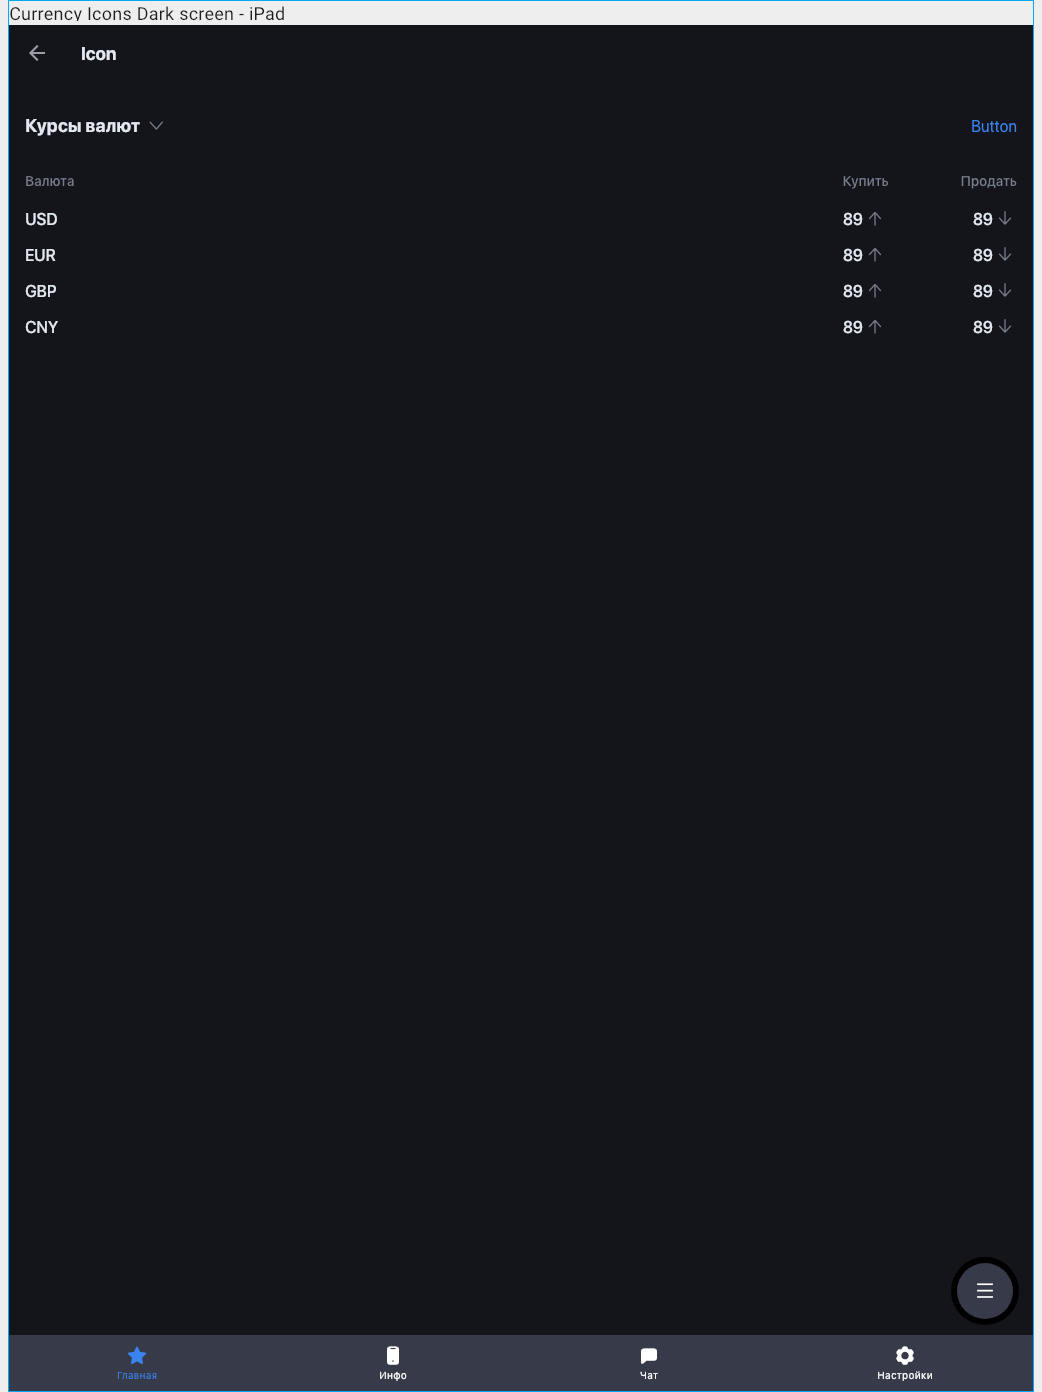 Currency Icons Dark screen - iPad
Icon
Курсы валют
Button
Валюта Купить Продать
USD 89 89
EUR 89 89
GBP 89 89
CNY 89 89
Главная Инфо Чат Настройки